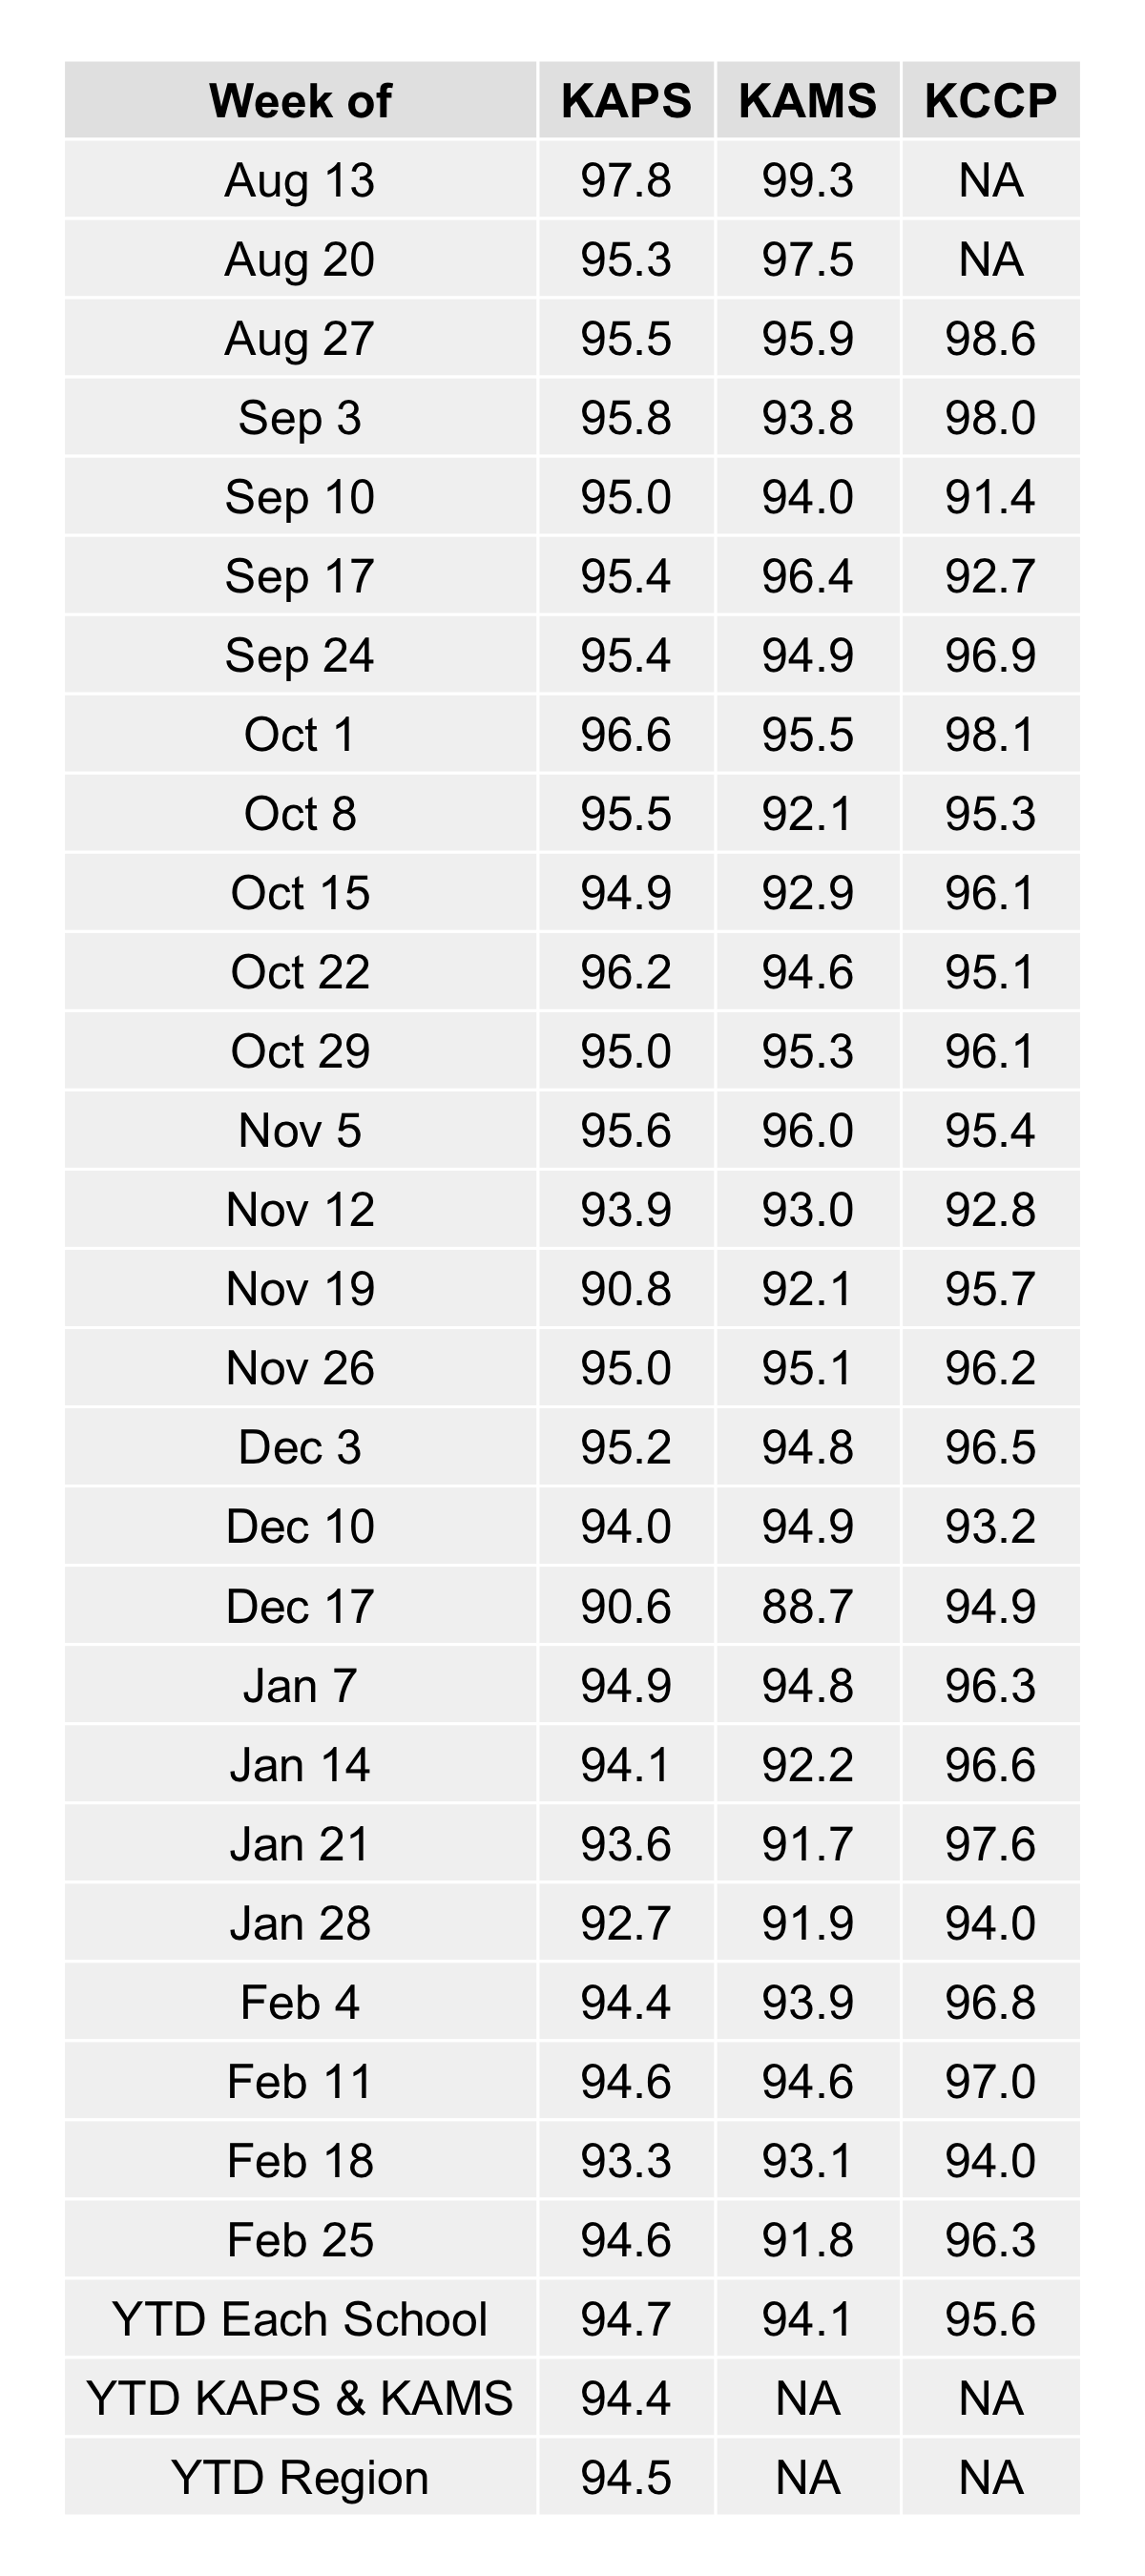 Week of KAPS KAMS KCCP
Aug 13 97.8 99.3 NA
Aug 20 95.3 97.5 NA
Aug 27 95.5 95.9 98.6
Sep 3 95.8 93.8 98.0
Sep 10 95.0 94.0 91.4
Sep 17 95.4 96.4 92.7
Sep 24 95.4 94.9 96.9
Oct 1 96.6 95.5 98.1
Oct 8 95.5 92.1 95.3
Oct 15 94.9 92.9 96.1
Oct 22 96.2 94.6 95.1
Oct 29 95.0 95.3 96.1
Nov 5 95.6 96.0 95.4
Nov 12 93.9 93.0 92.8
Nov 19 90.8 92.1 95.7
Nov 26 95.0 95.1 96.2
Dec 3 95.2 94.8 96.5
Dec 10 94.0 94.9 93.2
Dec 17 90.6 88.7 94.9
Jan 7 94.9 94.8 96.3
Jan 14 94.1 92.2 96.6
Jan 21 93.6 91.7 97.6
Jan 28 92.7 91.9 94.0
Feb 4 94.4 93.9 96.8
Feb 11 94.6 94.6 97.0
Feb 18 93.3 93.1 94.0
Feb 25 94.6 91.8 96.3
YTD Each School 94.7 94.1 95.6
YTD KAPS & KAMS 94.4 NA NA
YTD Region 94.5 NA NA